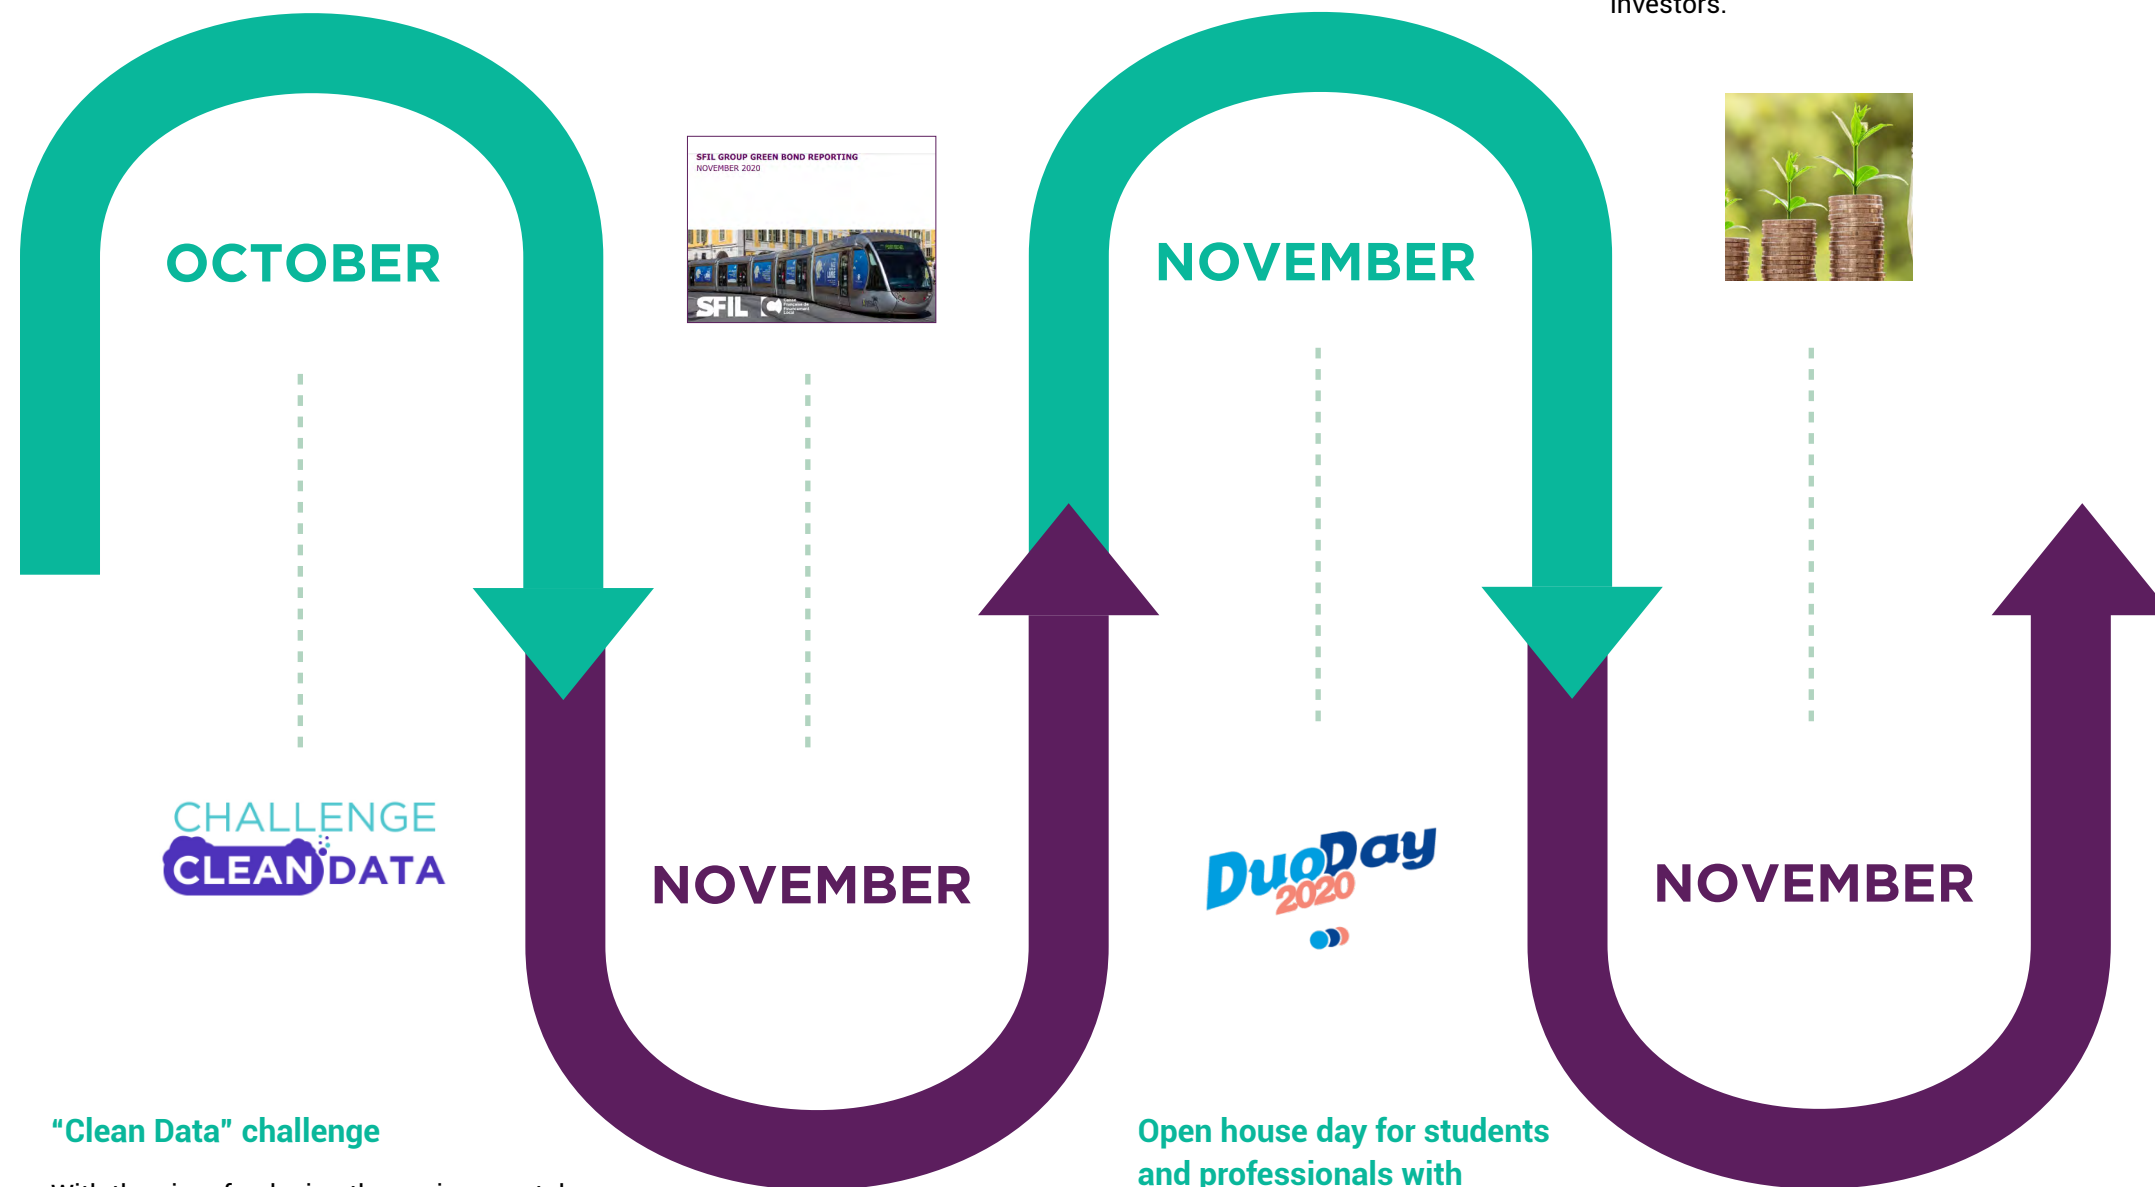 investors.
SFIL GROUP GREEN BOND REPORTING
NOVEMBER 2020
SFIL
OCTOBER
NOVEMBER
CHALLENGE
CLEAN DATA
NOVEMBER
DuoDay
2020
NOVEMBER
“Clean Data” challenge
Open house day for students
and professionals with